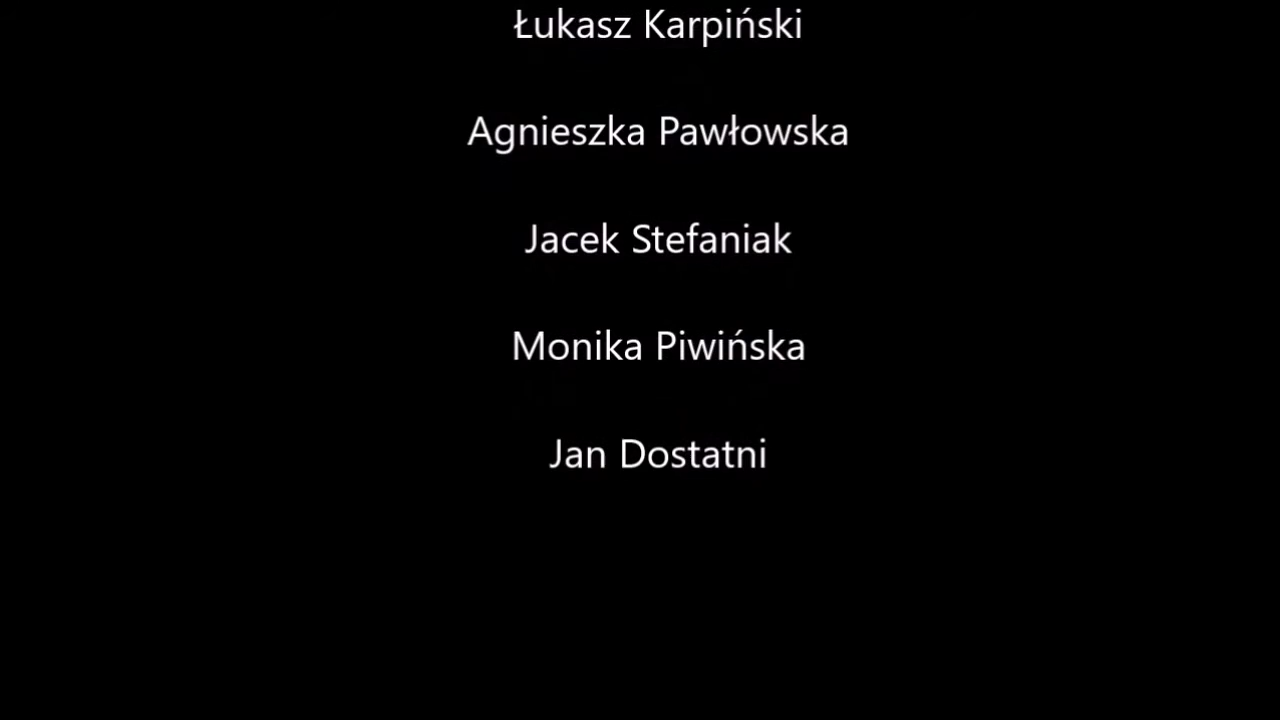 Łukasz Karpiński
Agnieszka Pawłowska
Jacek Stefaniak
Monika Piwińska
Jan Dostatni